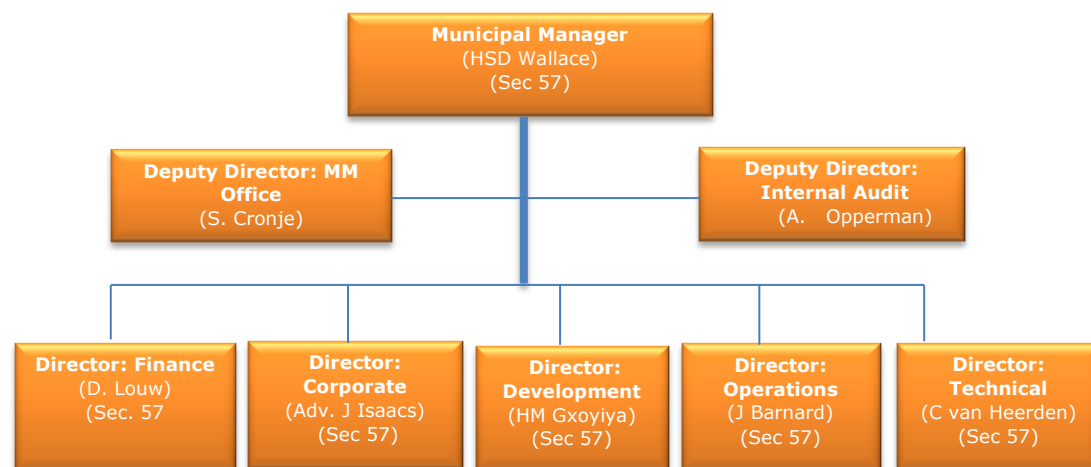 Municipal Manager
(HSD Wallace)
(Sec 57)
Deputy Director: MM
Office
(S. Cronje)
Deputy Director:
Internal Audit
(A. Opperman)
Director: Finance
(D. Louw)
(Sec. 57
Director:
Corporate
(Adv. J Isaacs)
(Sec 57)
Director:
Development
(HM Gxoyiya)
(Sec 57)
Director:
Operations
(J Barnard)
(Sec 57)
Director:
Technical
(C van Heerden)
(Sec 57)